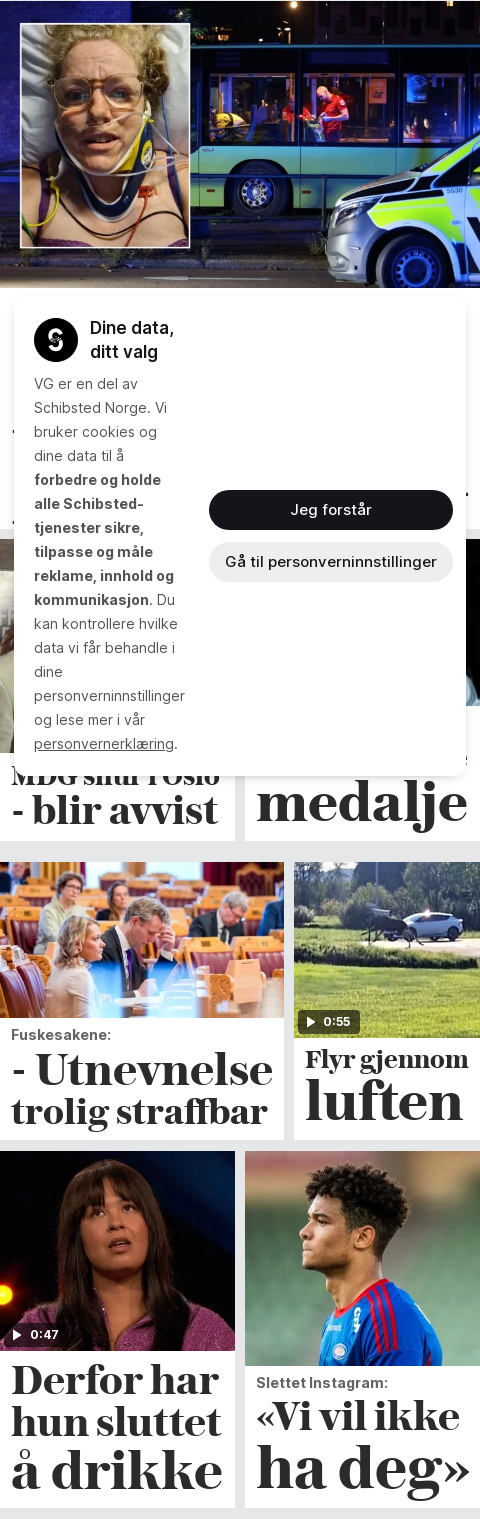 5530
Dine data,
ditt valg
VG er en del av
Schibsted Norge. Vi
bruker cookies og
dine data til å
forbedre og holde
alle Schibsted-
tjenester sikre,
tilpasse og måle
reklame, innhold og
kommunikasjon. Du
kan kontrollere hvilke
data vi får behandle i
dine
personverninnstillinger
og lese mer i vår
personvernerklæring.
Jeg forstår
Gå til personverninnstillinger
MDG snur i Oslo
- blir avvist
medalje
Fuskesakene:
- Utnevnelse
trolig straffbar
0:55
Flyr gjennom
luften
0:47
Derfor har
hun sluttet
å drikke
Slettet Instagram:
«Vi vil ikke
ha deg»